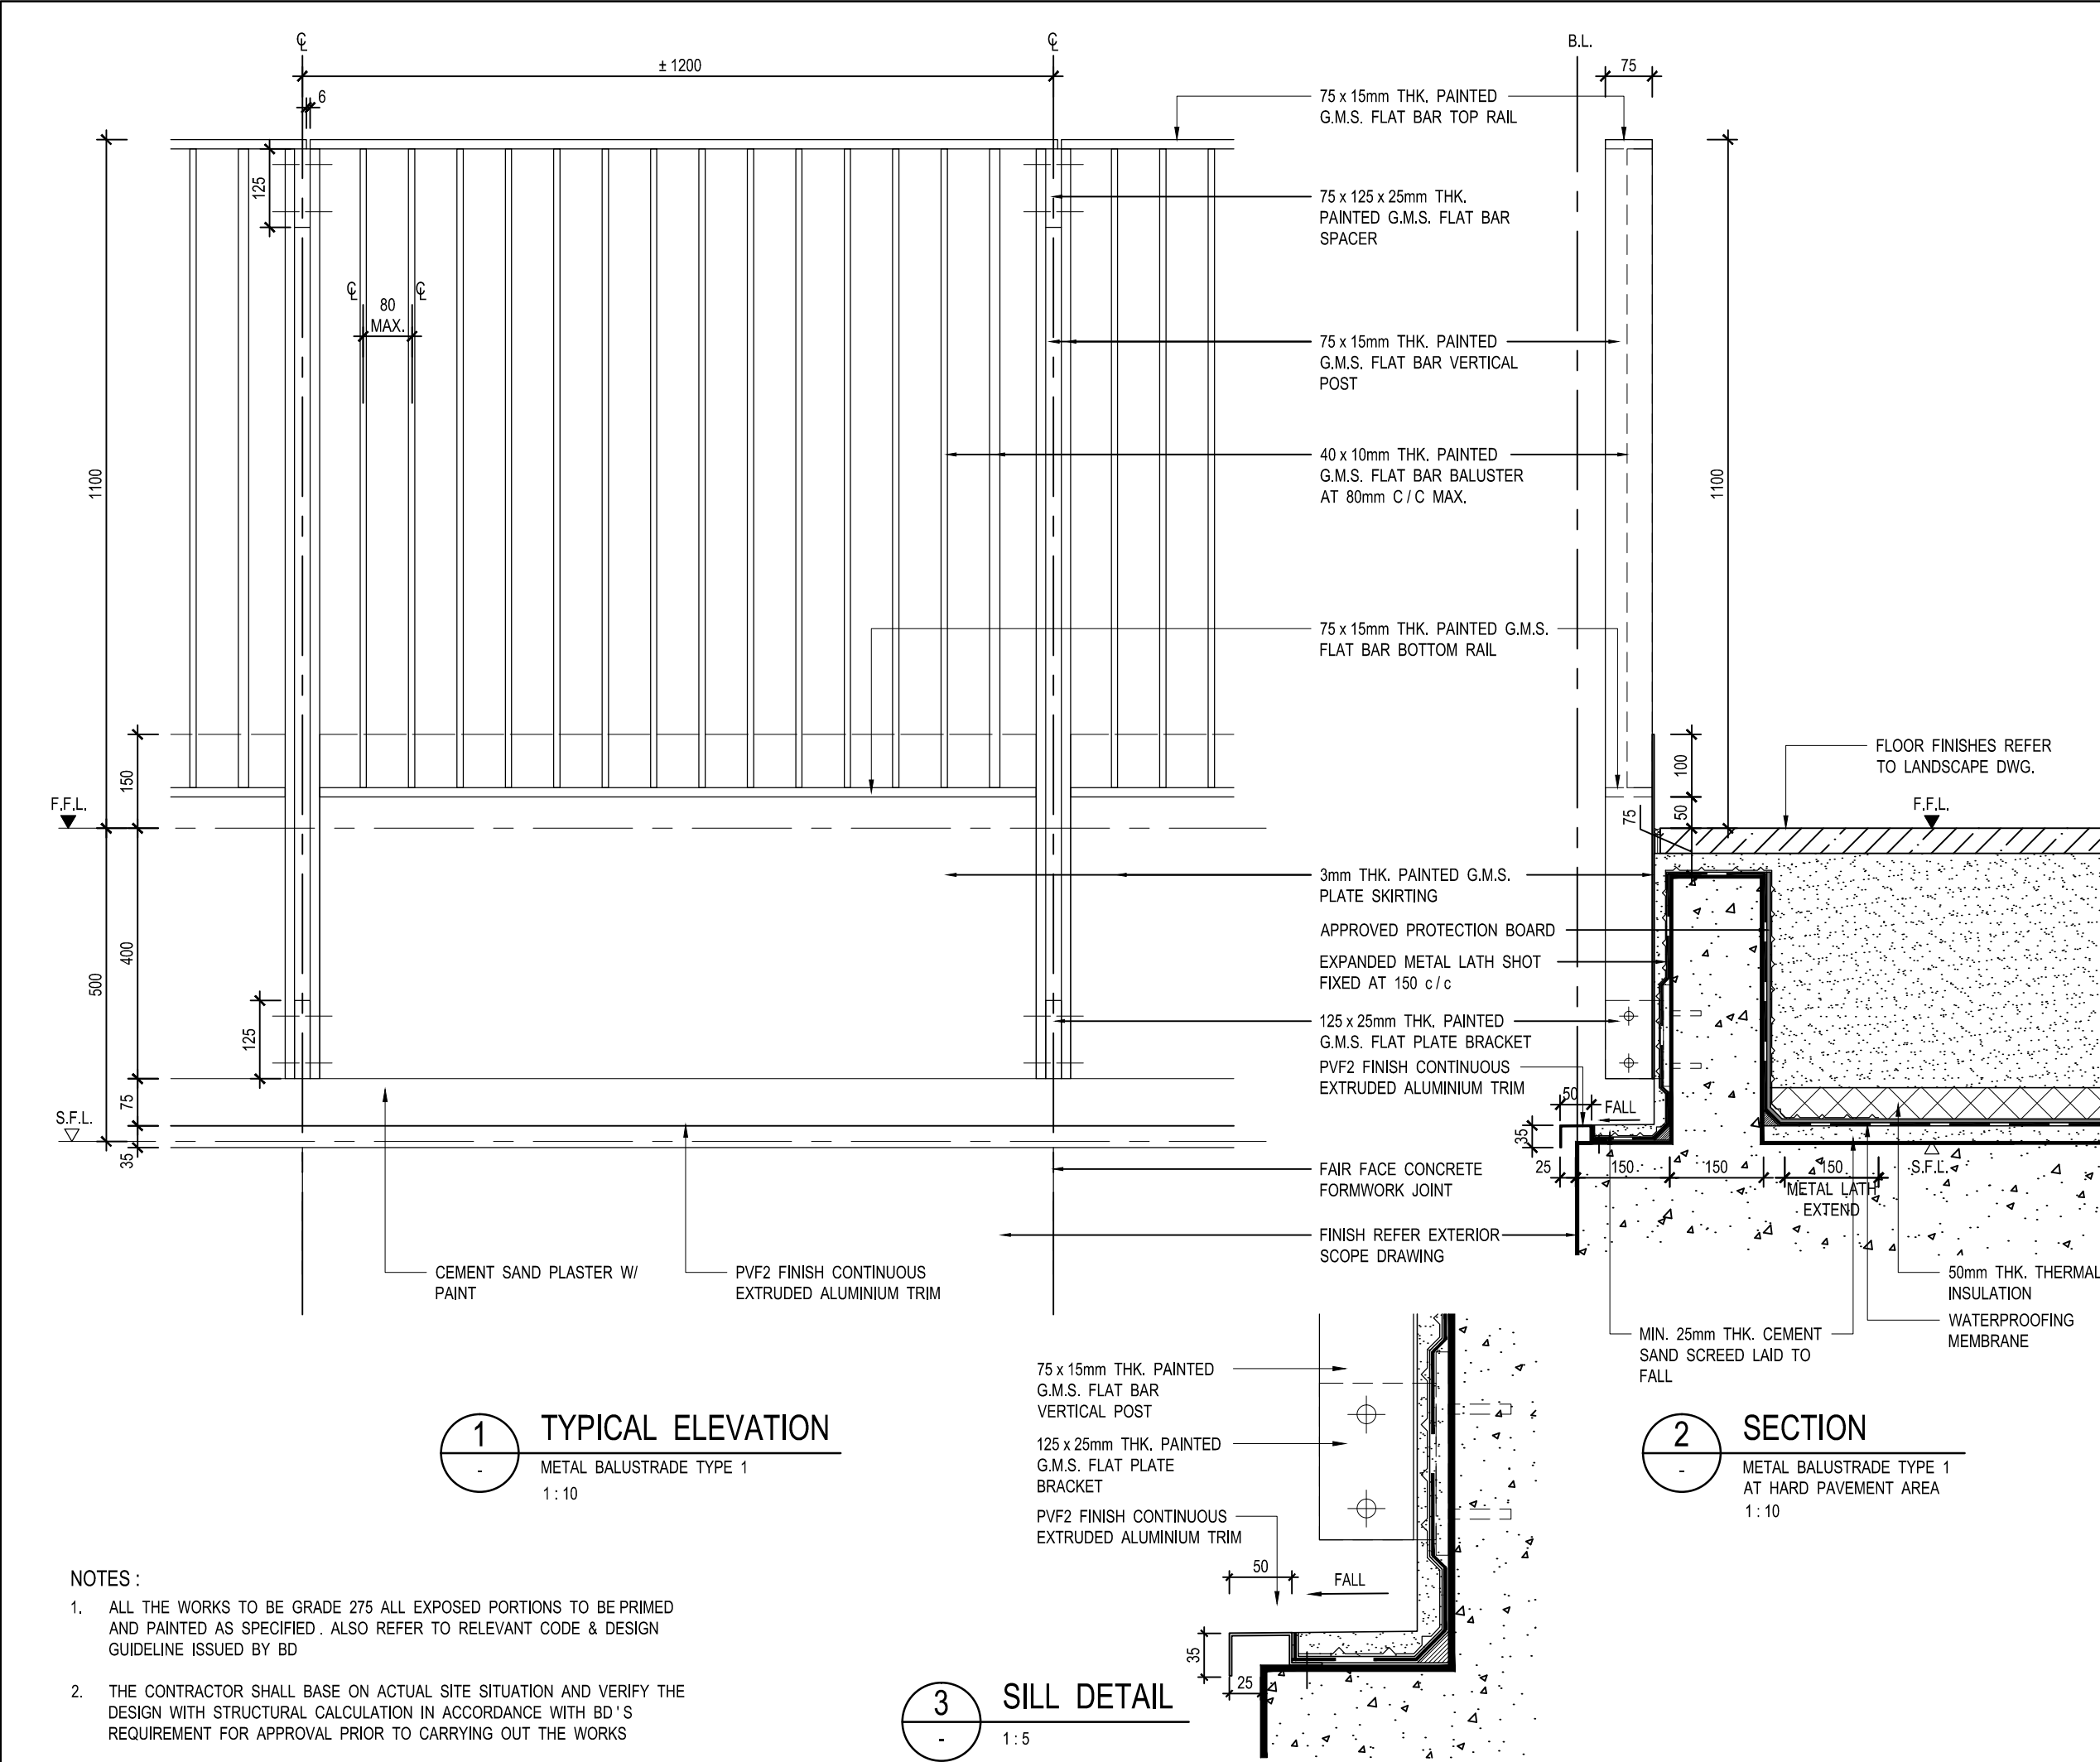 ℄
℄
± 1200
6
125
℄
80
MAX.
℄
1100
150
F.F.L.
400
500
125
75
S.F.L.
35
CEMENT SAND PLASTER W/
PAINT
PVF2 FINISH CONTINUOUS
EXTRUDED ALUMINIUM TRIM
75 x 15mm THK. PAINTED
G.M.S. FLAT BAR TOP RAIL
75 x 125 x 25mm THK.
PAINTED G.M.S. FLAT BAR
SPACER
75 x 15mm THK. PAINTED
G.M.S. FLAT BAR VERTICAL
POST
40 x 10mm THK. PAINTED
G.M.S. FLAT BAR BALUSTER
AT 80mm C / C MAX.
75 x 15mm THK. PAINTED G.M.S.
FLAT BAR BOTTOM RAIL
3mm THK. PAINTED G.M.S.
PLATE SKIRTING
APPROVED PROTECTION BOARD
EXPANDED METAL LATH SHOT
FIXED AT 150 c / c
125 x 25mm THK. PAINTED
G.M.S. FLAT PLATE BRACKET
PVF2 FINISH CONTINUOUS
EXTRUDED ALUMINIUM TRIM
FAIR FACE CONCRETE
FORMWORK JOINT
FINISH REFER EXTERIOR
SCOPE DRAWING
B.L.
75
1100
100
50
75
FLOOR FINISHES REFER
TO LANDSCAPE DWG.
F.F.L.
50
FALL
35
25
150
150
150
METAL LATH
EXTEND
S.F.L.
50mm THK. THERMAL
INSULATION
WATERPROOFING
MEMBRANE
MIN. 25mm THK. CEMENT
SAND SCREED LAID TO
FALL
1
-
TYPICAL ELEVATION
METAL BALUSTRADE TYPE 1
1 : 10
2
-
SECTION
METAL BALUSTRADE TYPE 1
AT HARD PAVEMENT AREA
1 : 10
75 x 15mm THK. PAINTED
G.M.S. FLAT BAR
VERTICAL POST
125 x 25mm THK. PAINTED
G.M.S. FLAT PLATE
BRACKET
PVF2 FINISH CONTINUOUS
EXTRUDED ALUMINIUM TRIM
50
FALL
35
25
3
-
SILL DETAIL
1 : 5
NOTES :
1. ALL THE WORKS TO BE GRADE 275 ALL EXPOSED PORTIONS TO BE PRIMED
AND PAINTED AS SPECIFIED . ALSO REFER TO RELEVANT CODE & DESIGN
GUIDELINE ISSUED BY BD
2. THE CONTRACTOR SHALL BASE ON ACTUAL SITE SITUATION AND VERIFY THE
DESIGN WITH STRUCTURAL CALCULATION IN ACCORDANCE WITH BD ' S
REQUIREMENT FOR APPROVAL PRIOR TO CARRYING OUT THE WORKS